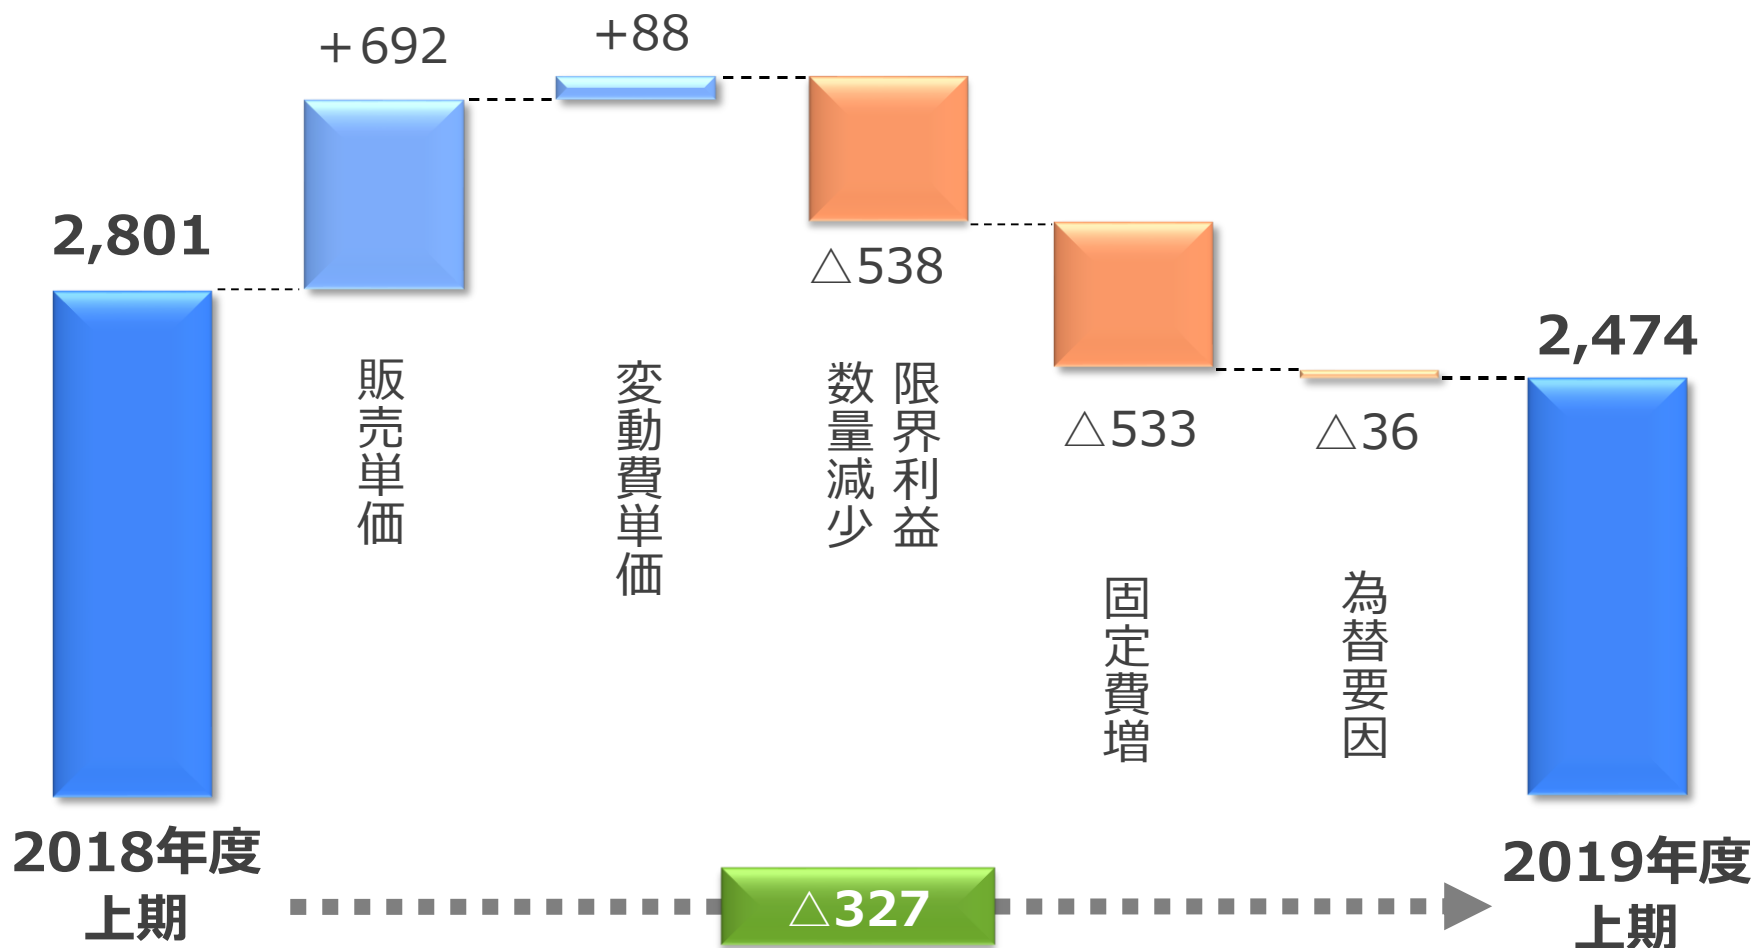 2,801
2018年度
上期
＋692
販売単価
+88
変動費単価
△538
限界利益
数量減少
△533
固定費増
△36
為替要因
2,474
2019年度
上期
△327